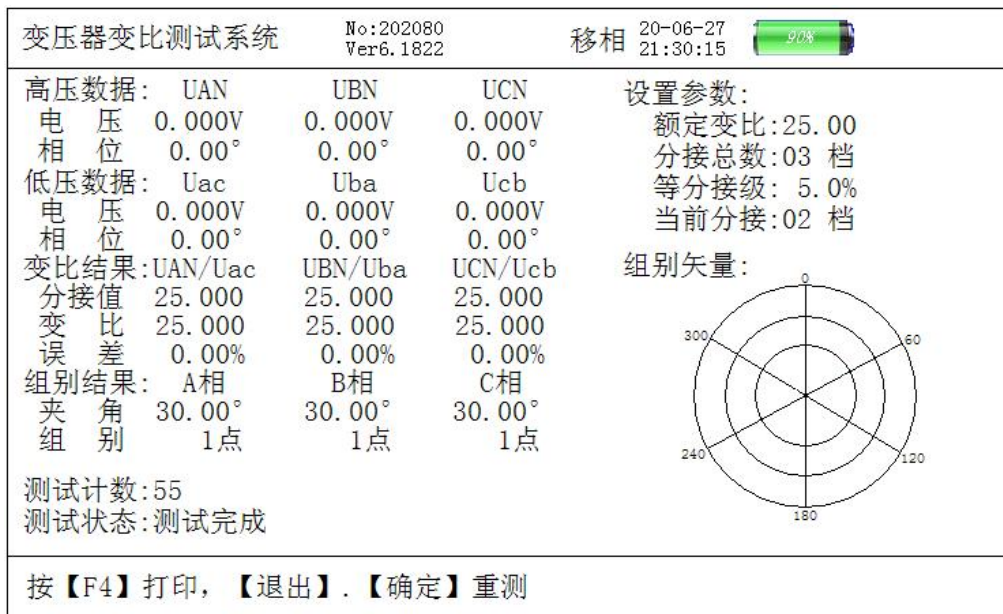 变压器变比测试系统 No:202080 Ver6.1822 移相 20-06-27 21:30:15 90%
高压数据: UAN UBN UCN
电 压 0.000V 0.000V 0.000V
相 位 0.00° 0.00° 0.00°
低压数据: Uac Uba Ucb
电 压 0.000V 0.000V 0.000V
相 位 0.00° 0.00° 0.00°
变比结果:UAN/Uac UBN/Uba UCN/Ucb
分接值 25.000 25.000 25.000
变 比 25.000 25.000 25.000
误 差 0.00% 0.00% 0.00%
组别结果: A相 B相 C相
夹 角 30.00° 30.00° 30.00°
组 别 1点 1点 1点
测试计数:55
测试状态:测试完成
设置参数:
额定变比:25.00
分接总数:03 档
等分接级: 5.0%
当前分接:02 档
组别矢量:
0
300 60
240 120
180
按【F4】打印，【退出】.【确定】重测